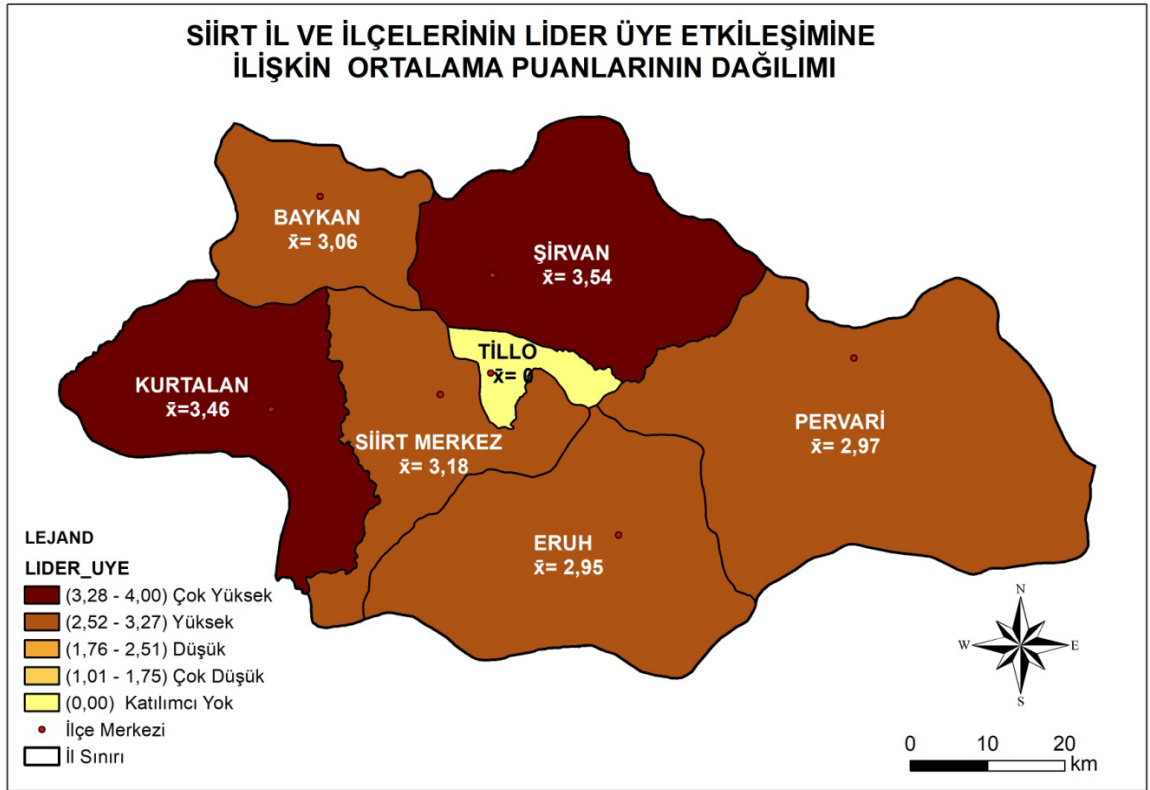 SİİRT İL VE İLÇELERİNİN LİDER ÜYE ETKİLEŞİMİNE
İLİŞKİN ORTALAMA PUANLARININ DAĞILIMI
BAYKAN
x̄= 3,06
ŞİRVAN
x̄= 3,54
TİLLO
x̄= 0
KURTALAN
x̄=3,46
SİİRT MERKEZ
x̄= 3,18
PERVARİ
x̄= 2,97
ERUH
x̄= 2,95
LEJAND
LIDER_UYE
(3,28 - 4,00) Çok Yüksek
(2,52 - 3,27) Yüksek
(1,76 - 2,51) Düşük
(1,01 - 1,75) Çok Düşük
(0,00) Katılımcı Yok
İlçe Merkezi
İl Sınırı
N
W E
S
0 10 20
km